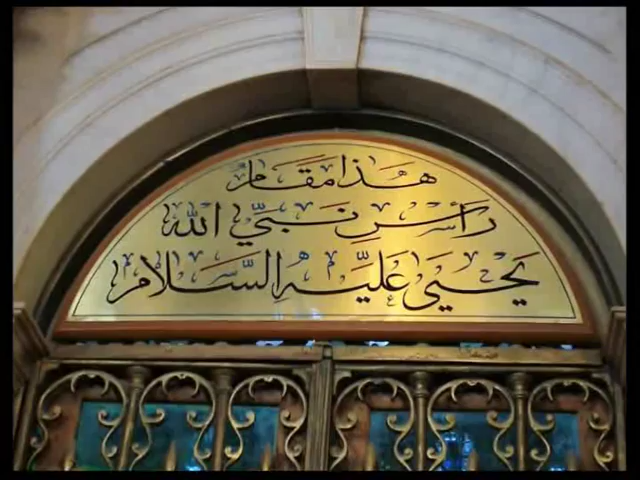 هذا مقام
رأس نبي الله
يحيى عليه السلام